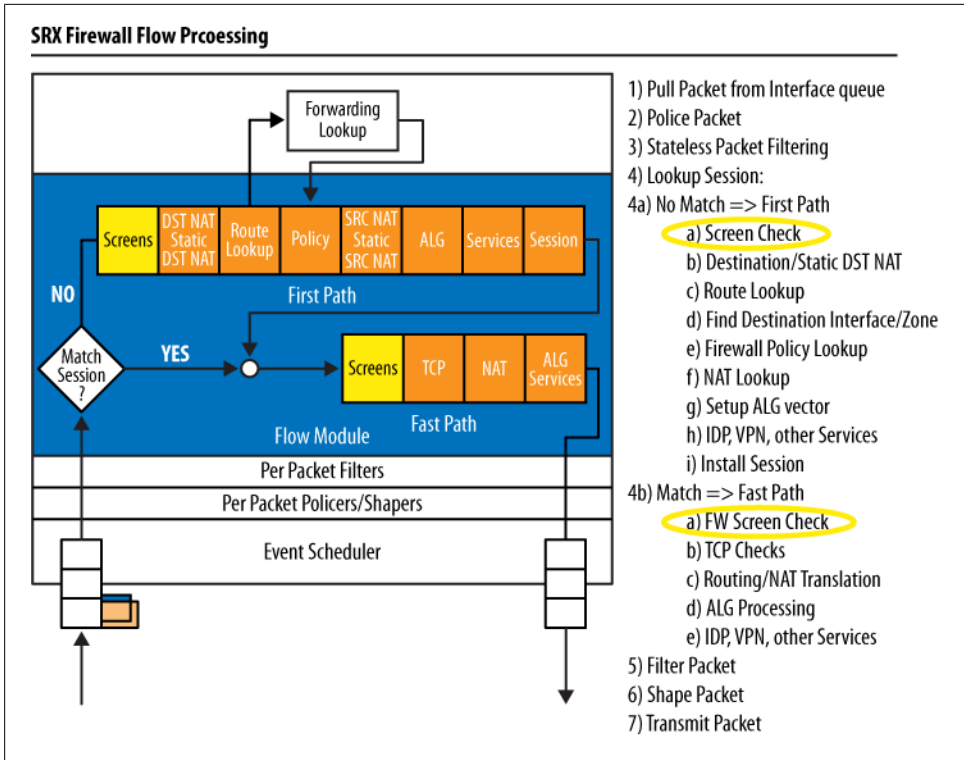 SRX Firewall Flow Prcoessing
Forwarding
Lookup
Screens
DST NAT
Static
DST NAT
Route
Lookup
Policy
SRC NAT
Static
SRC NAT
ALG
Services
Session
First Path
NO
Match
Session
?
YES
Screens
TCP
NAT
ALG
Services
Fast Path
Flow Module
Per Packet Filters
Per Packet Policers/Shapers
Event Scheduler
1) Pull Packet from Interface queue
2) Police Packet
3) Stateless Packet Filtering
4) Lookup Session:
4a) No Match => First Path
a) Screen Check
b) Destination/Static DST NAT
c) Route Lookup
d) Find Destination Interface/Zone
e) Firewall Policy Lookup
f) NAT Lookup
g) Setup ALG vector
h) IDP, VPN, other Services
i) Install Session
4b) Match => Fast Path
a) FW Screen Check
b) TCP Checks
c) Routing/NAT Translation
d) ALG Processing
e) IDP, VPN, other Services
5) Filter Packet
6) Shape Packet
7) Transmit Packet